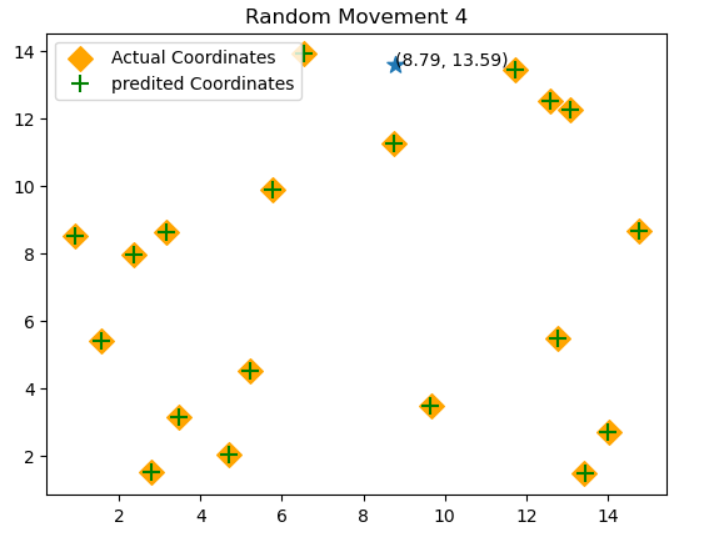 Random Movement 4
14
12
10
8
6
4
2
Actual Coordinates
predited Coordinates
(8.79, 13.59)
2 4 6 8 10 12 14